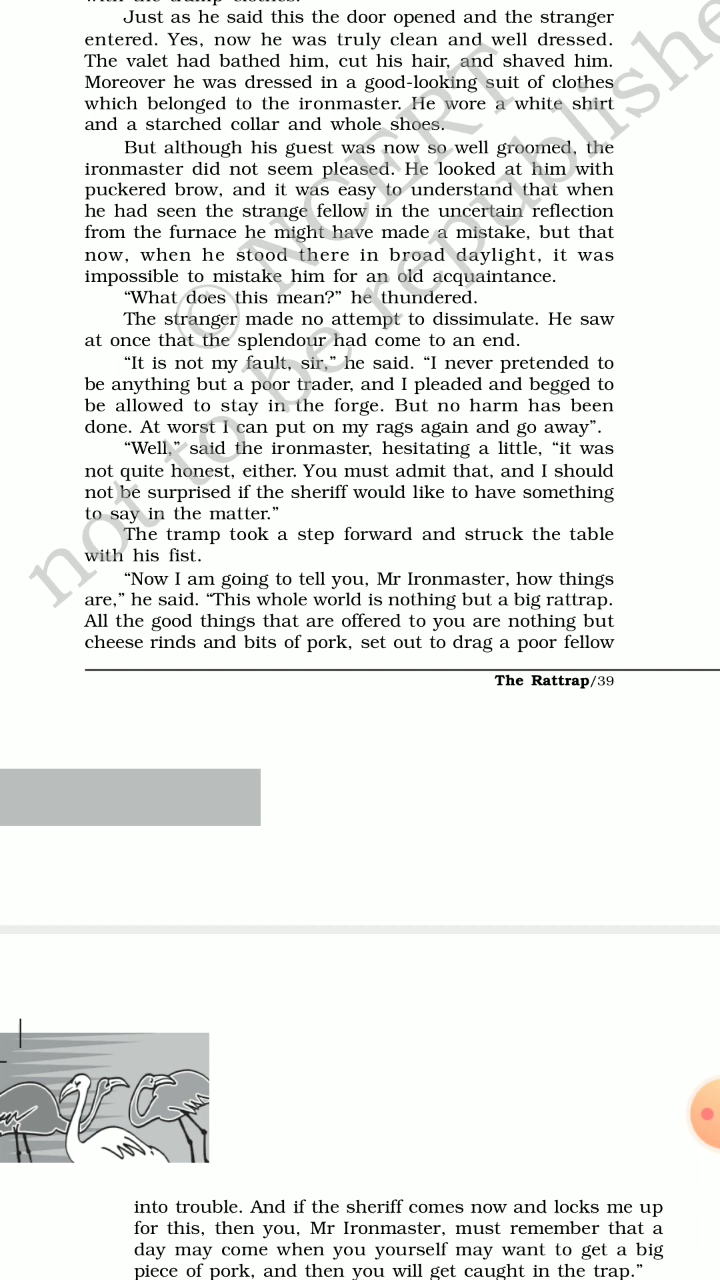 with the tramp clothes.
Just as he said this the door opened and the stranger
entered. Yes, now he was truly clean and well dressed.
The valet had bathed him, cut his hair, and shaved him.
Moreover he was dressed in a good-looking suit of clothes
which belonged to the ironmaster. He wore a white shirt
and a starched collar and whole shoes.
But although his guest was now so well groomed, the
ironmaster did not seem pleased. He looked at him with
puckered brow, and it was easy to understand that when
he had seen the strange fellow in the uncertain reflection
from the furnace he might have made a mistake, but that
now, when he stood there in broad daylight, it was
impossible to mistake him for an old acquaintance.
“What does this mean?” he thundered.
The stranger made no attempt to dissimulate. He saw
at once that the splendour had come to an end.
“It is not my fault, sir,” he said. “I never pretended to
be anything but a poor trader, and I pleaded and begged to
be allowed to stay in the forge. But no harm has been
done. At worst I can put on my rags again and go away”.
“Well,” said the ironmaster, hesitating a little, “it was
not quite honest, either. You must admit that, and I should
not be surprised if the sheriff would like to have something
to say in the matter.”
The tramp took a step forward and struck the table
with his fist.
“Now I am going to tell you, Mr Ironmaster, how things
are,” he said. “This whole world is nothing but a big rattrap.
All the good things that are offered to you are nothing but
cheese rinds and bits of pork, set out to drag a poor fellow
The Rattrap/39
into trouble. And if the sheriff comes now and locks me up
for this, then you, Mr Ironmaster, must remember that a
day may come when you yourself may want to get a big
piece of pork, and then you will get caught in the trap.”
© NCERT
not to be republishe